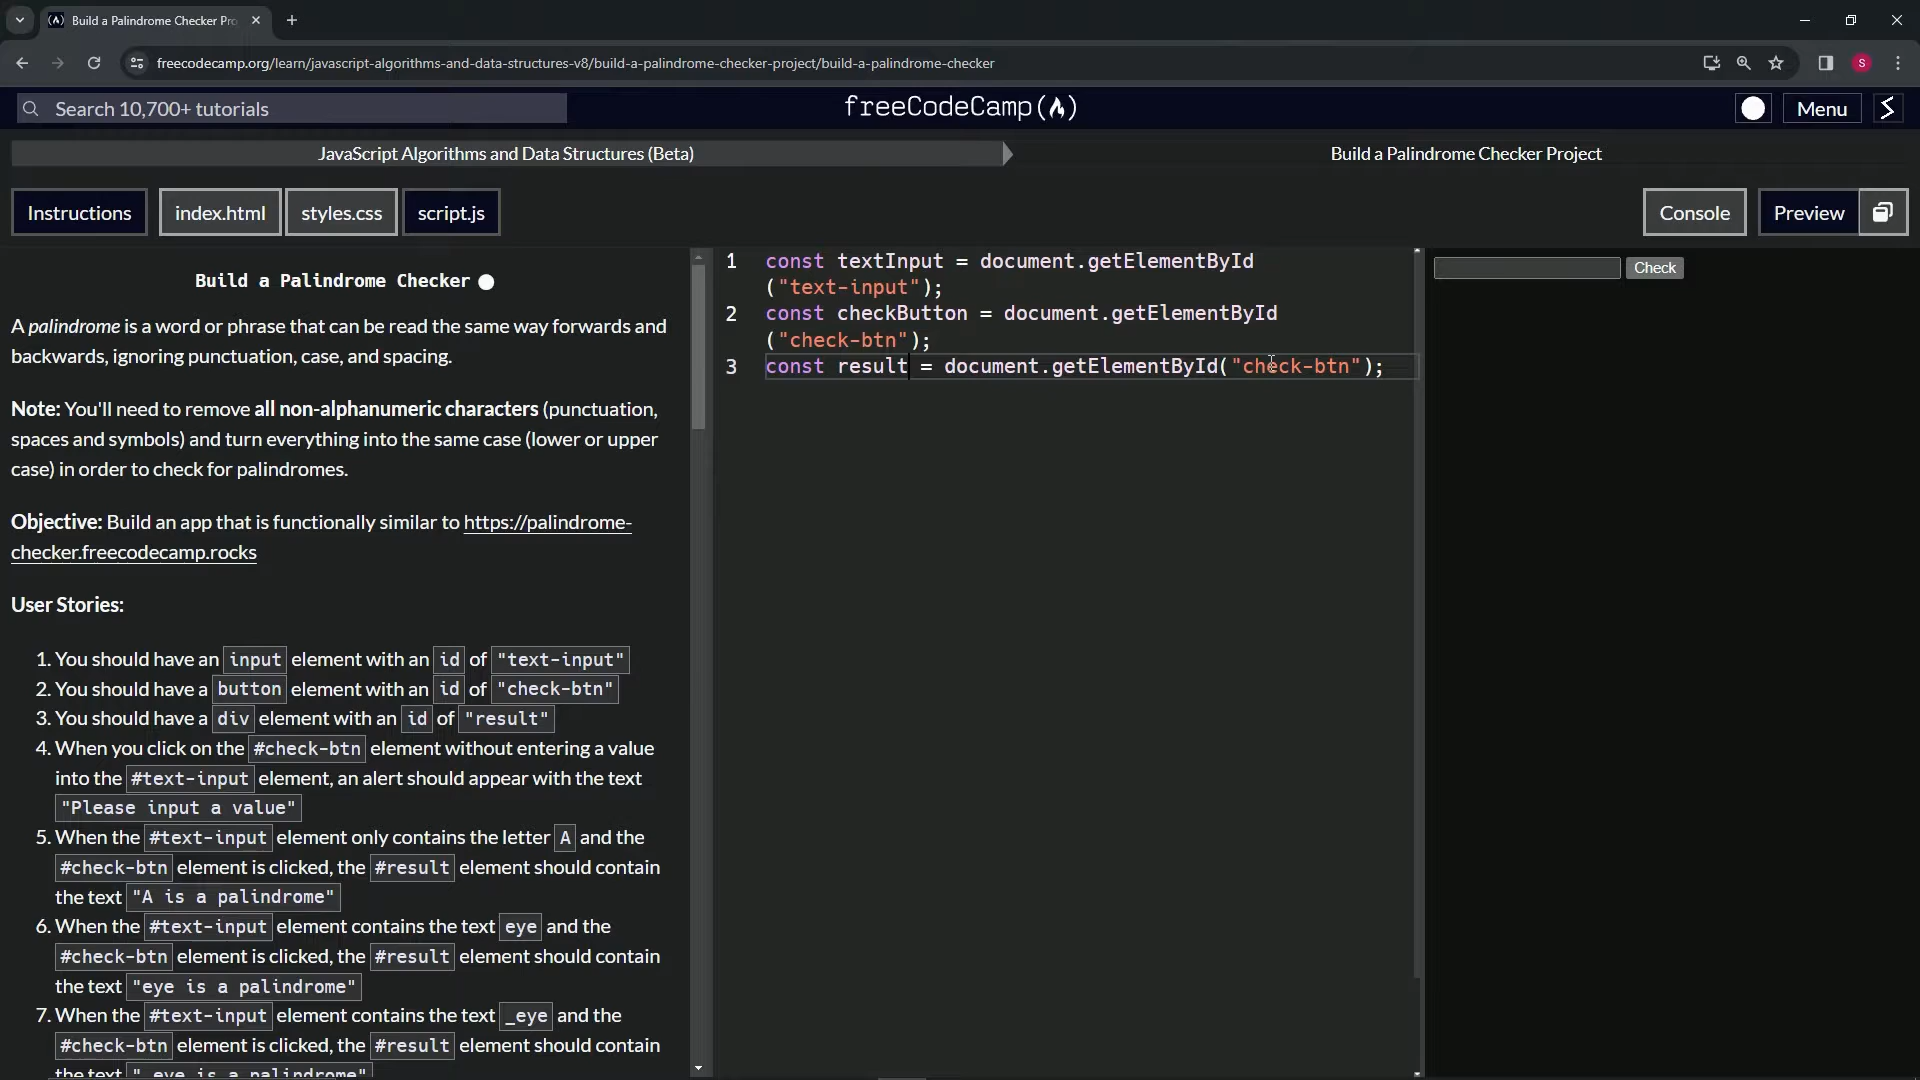 Build a Palindrome Checker Pro
freecodecamp.org/learn/javascript-algorithms-and-data-structures-v8/build-a-palindrome-checker-project/build-a-palindrome-checker
S
Search 10,700+ tutorials
freeCodeCamp
Menu
JavaScript Algorithms and Data Structures (Beta)
Build a Palindrome Checker Project
Instructions
index.html
styles.css
script.js
Console
Preview
Build a Palindrome Checker
A palindrome is a word or phrase that can be read the same way forwards and
backwards, ignoring punctuation, case, and spacing.
Note: You'll need to remove all non-alphanumeric characters (punctuation,
spaces and symbols) and turn everything into the same case (lower or upper
case) in order to check for palindromes.
Objective: Build an app that is functionally similar to https://palindrome-
checker.freecodecamp.rocks
User Stories:
1. You should have an input element with an id of "text-input"
2. You should have a button element with an id of "check-btn"
3. You should have a div element with an id of "result"
4. When you click on the #check-btn element without entering a value
into the #text-input element, an alert should appear with the text
"Please input a value"
5. When the #text-input element only contains the letter A and the
#check-btn element is clicked, the #result element should contain
the text "A is a palindrome"
6. When the #text-input element contains the text eye and the
#check-btn element is clicked, the #result element should contain
the text "eye is a palindrome"
7. When the #text-input element contains the text _eye and the
#check-btn element is clicked, the #result element should contain
the text "_eye is a palindrome"
1 const textInput = document.getElementById
("text-input");
2 const checkButton = document.getElementById
("check-btn");
3 const result = document.getElementById("check-btn");
Check